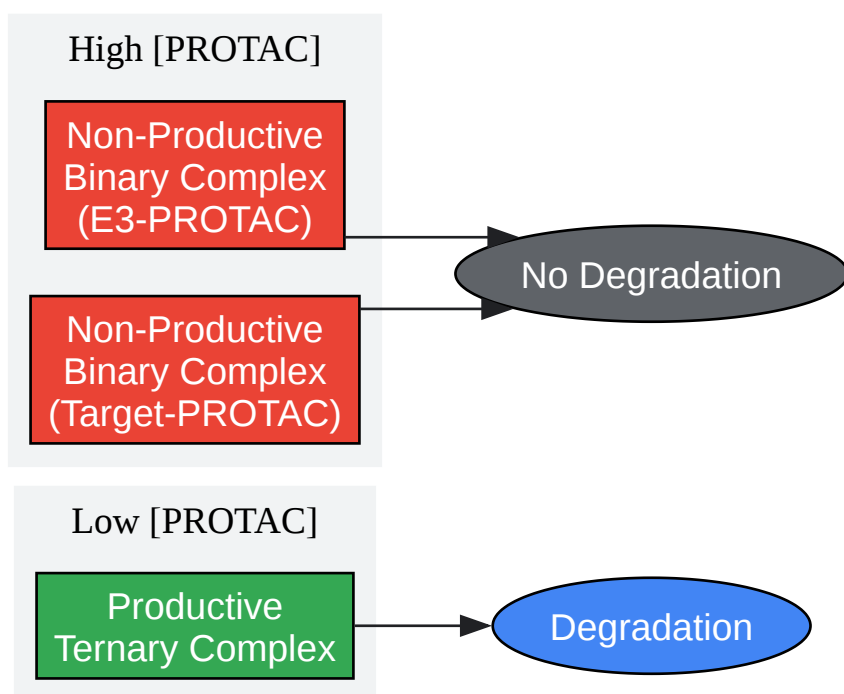 High [PROTAC]
Non-Productive
Binary Complex
(E3-PROTAC)
No Degradation
Non-Productive
Binary Complex
(Target-PROTAC)
Low [PROTAC]
Productive
Ternary Complex
Degradation